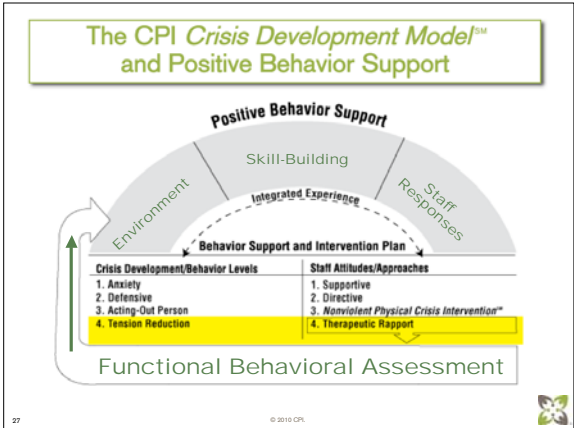 The CPI Crisis Development Model℠
and Positive Behavior Support
Positive Behavior Support
Environment
Skill-Building
Staff
Responses
Integrated Experience
Behavior Support and Intervention Plan
Crisis Development/Behavior Levels
1. Anxiety
2. Defensive
3. Acting-Out Person
4. Tension Reduction
Staff Attitudes/Approaches
1. Supportive
2. Directive
3. Nonviolent Physical Crisis Intervention℠
4. Therapeutic Rapport
Functional Behavioral Assessment
27
© 2010 CPI.